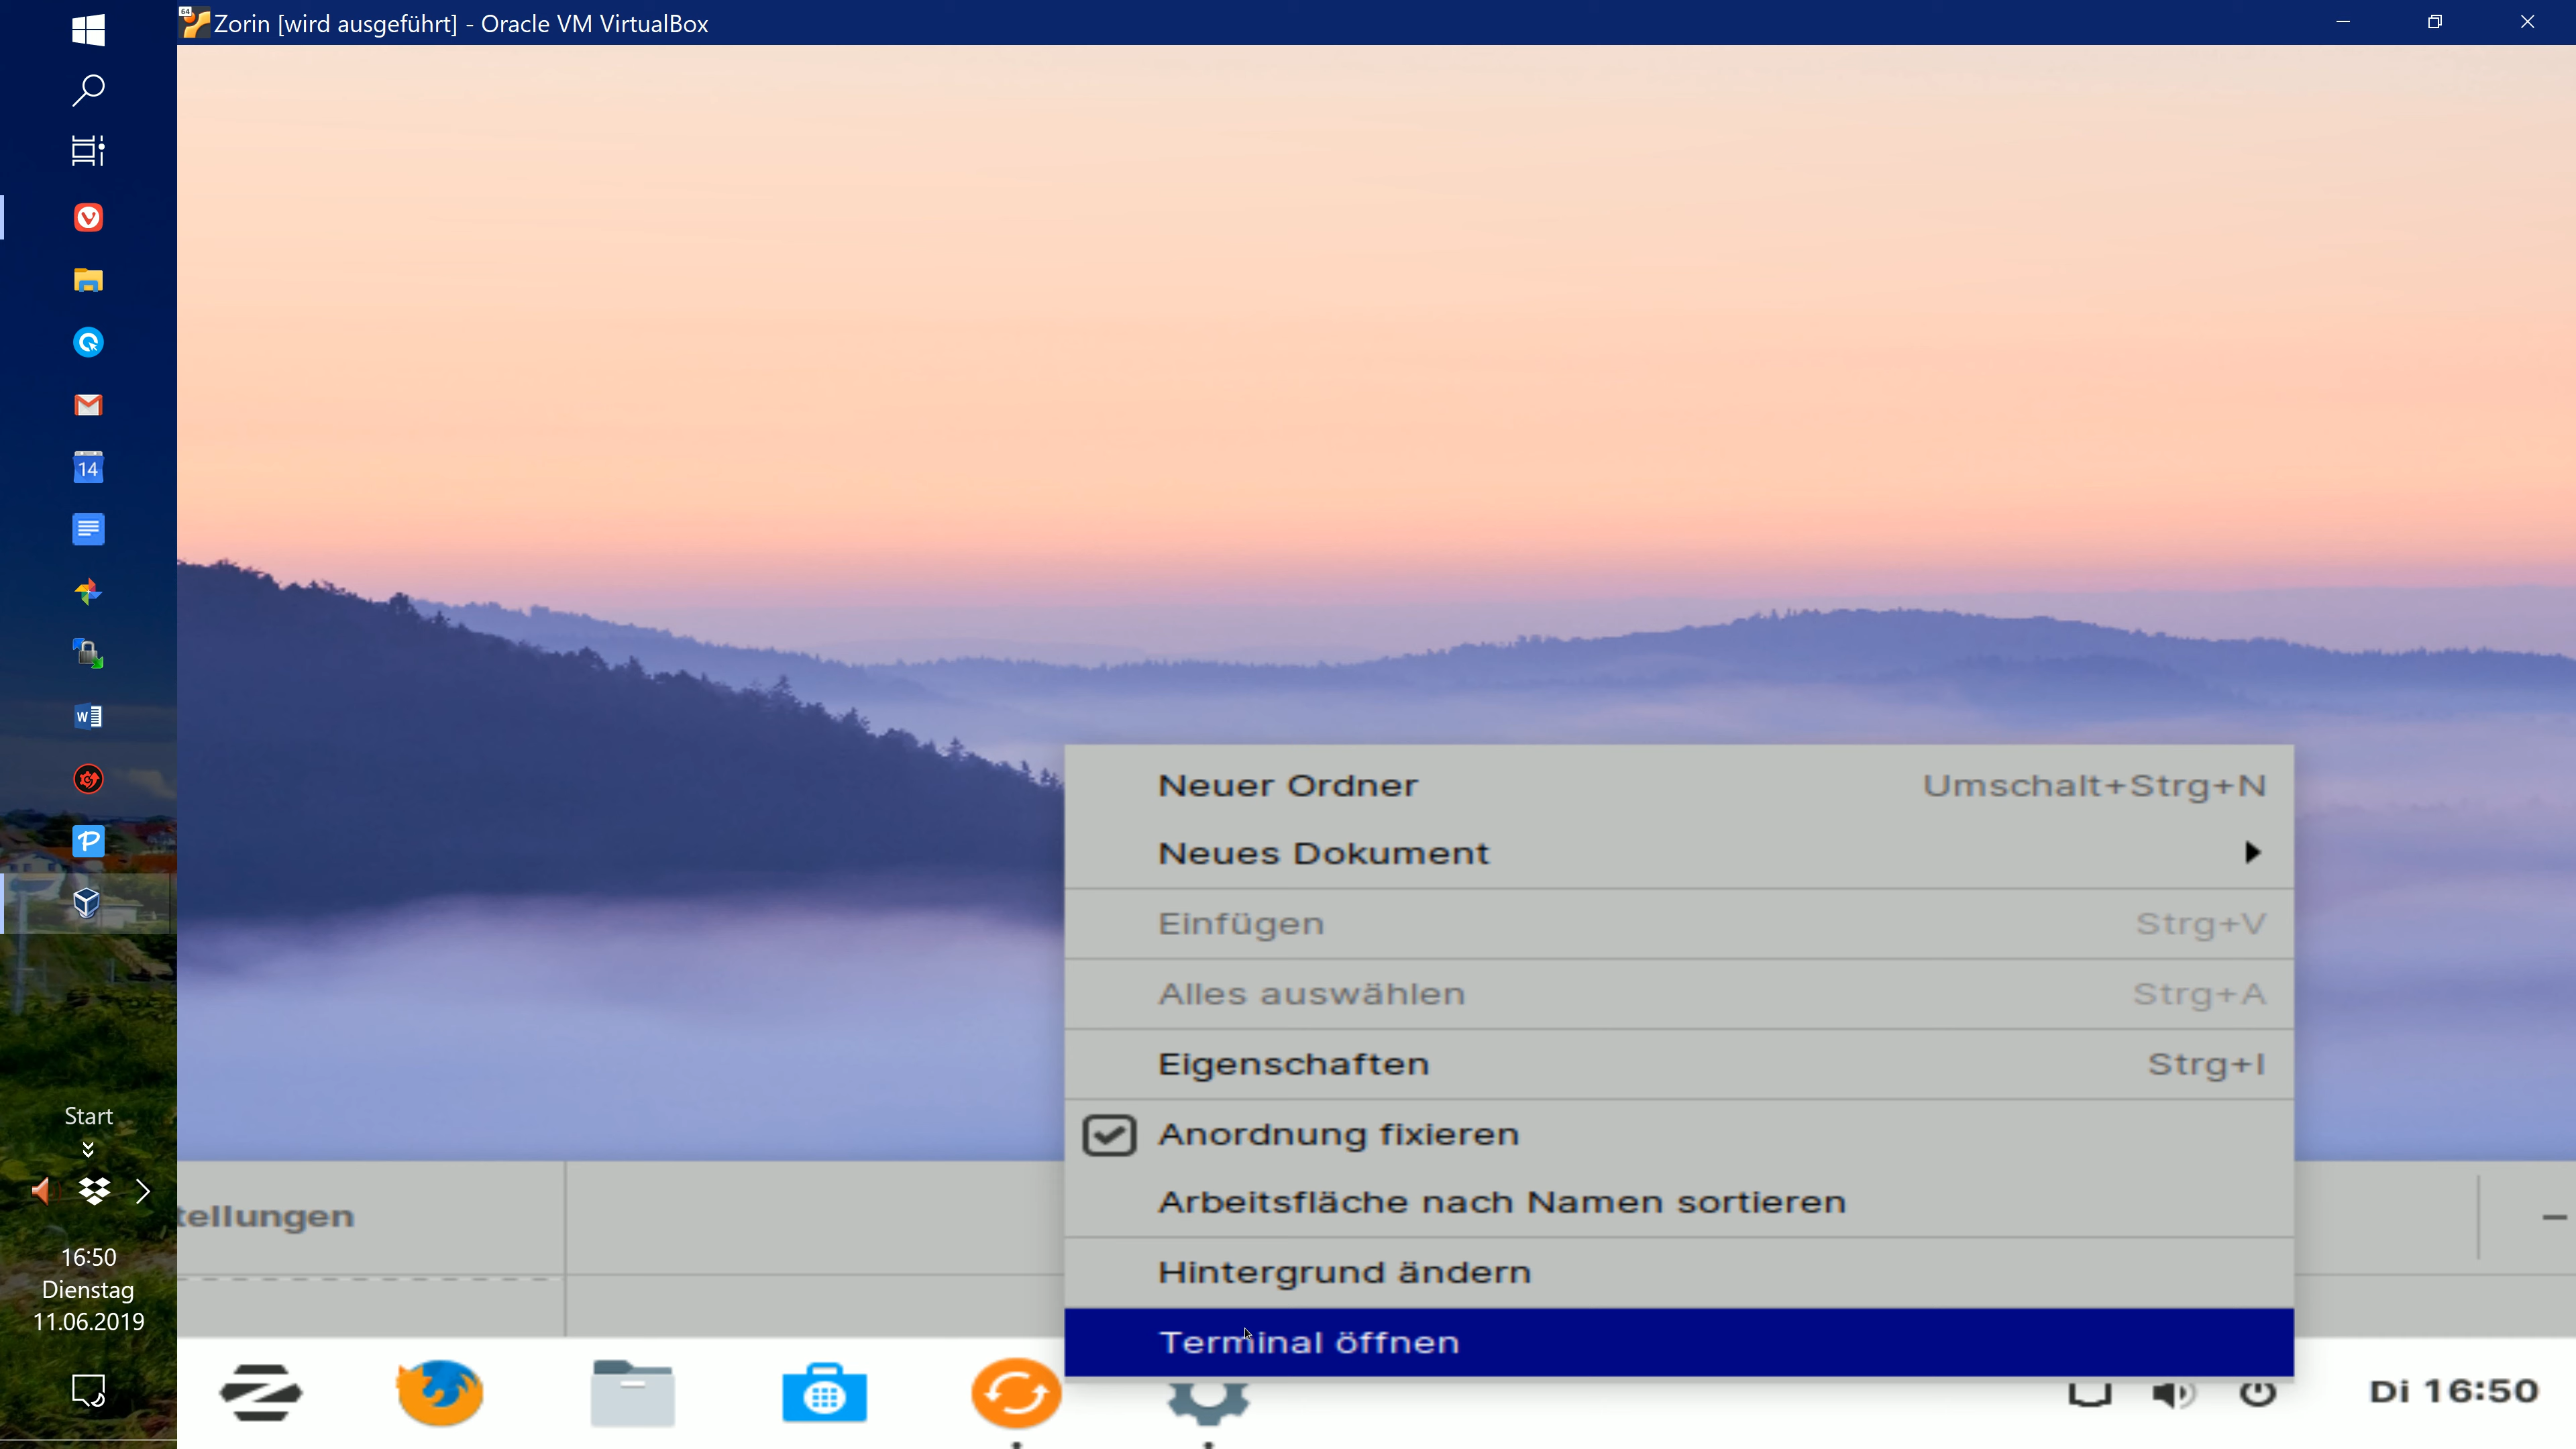 64
Zorin [wird ausgeführt] - Oracle VM VirtualBox
14
W
Neuer Ordner Umschalt+Strg+N
Neues Dokument
Einfügen Strg+V
Alles auswählen Strg+A
Eigenschaften Strg+I
Anordnung fixieren
Arbeitsfläche nach Namen sortieren
Hintergrund ändern
Terminal öffnen
tellungen
Di 16:50
Start
16:50
Dienstag
11.06.2019